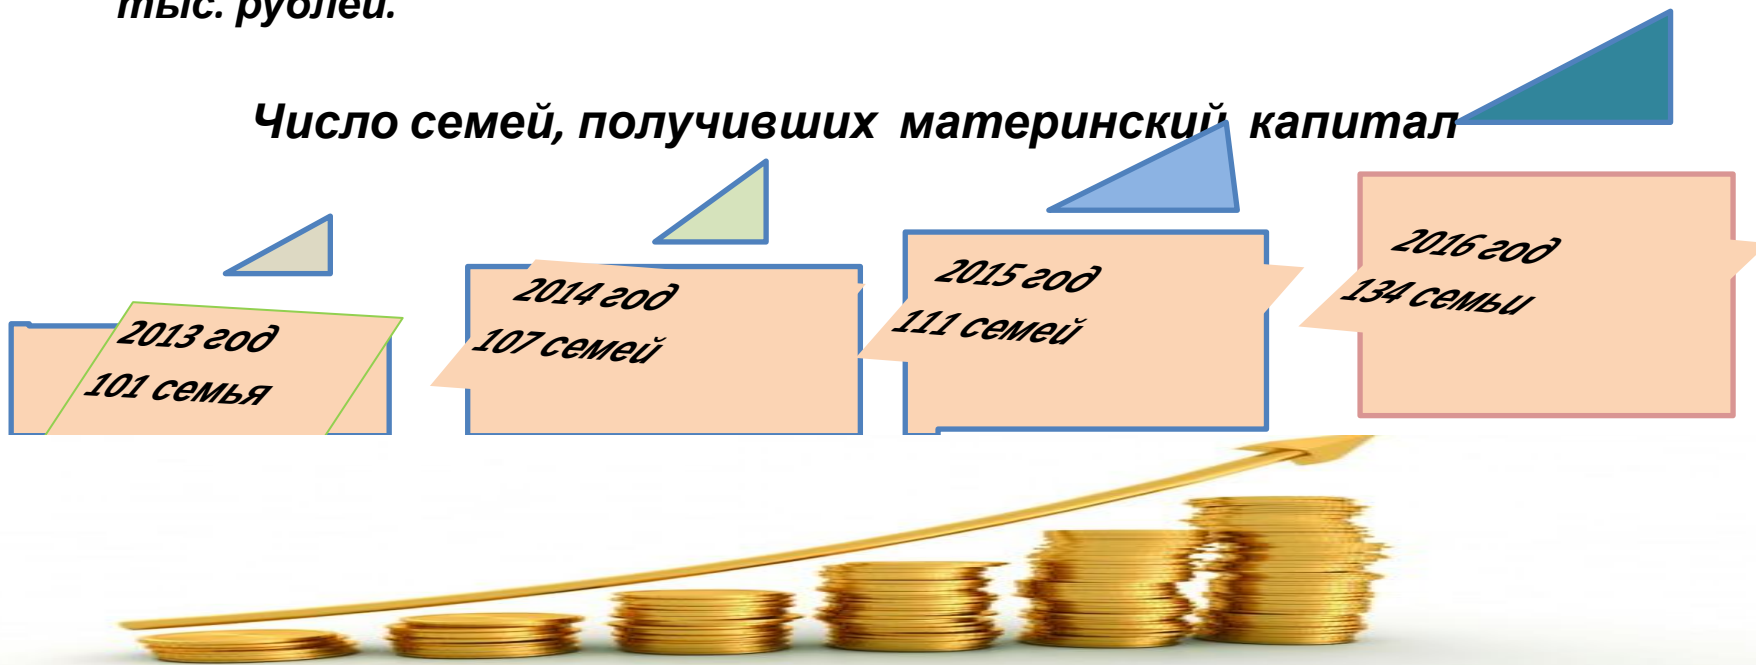 тыс. рублей.
Число семей, получивших материнский капитал
2013 год
101 семья
2014 год
107 семей
2015 год
111 семей
2016 год
134 семьи